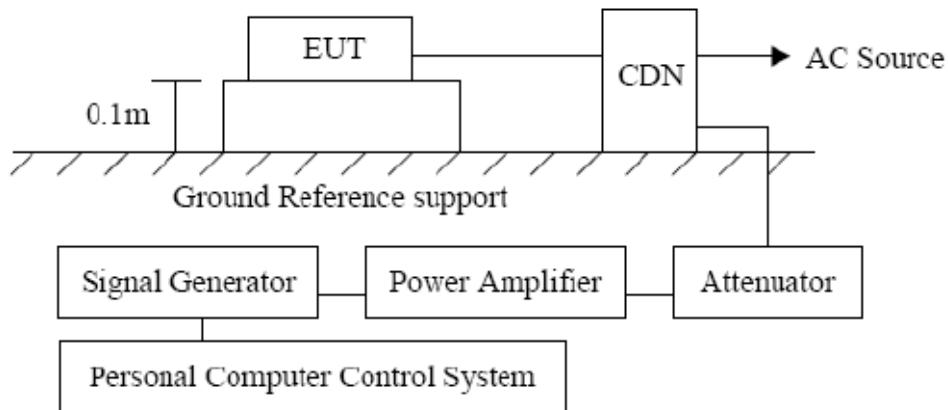 EUT
CDN
AC Source
0.1m
Ground Reference support
Signal Generator
Power Amplifier
Attenuator
Personal Computer Control System